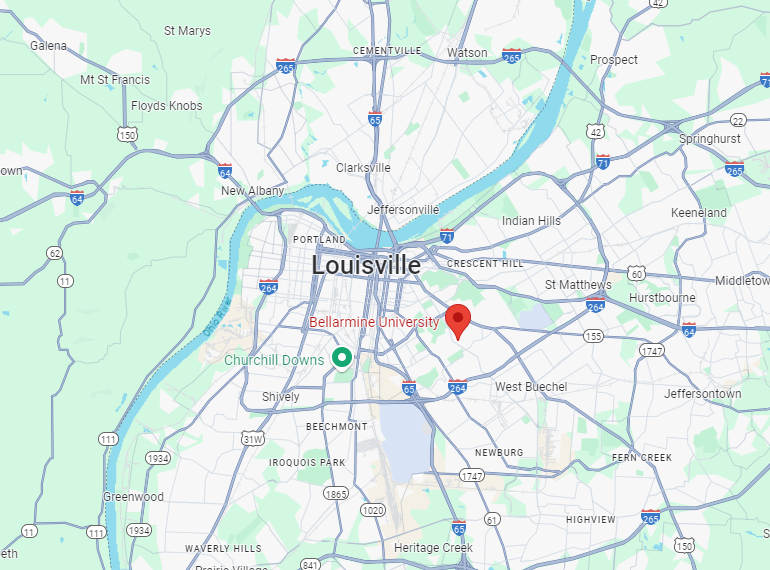 42
St Marys
Galena
CEMENTVILLE
Watson
265
265
Prospect
71
Mt St Francis
Floyds Knobs
65
150
42
22
Springhurst
71
Clarksville
own
64
265
64
New Albany
Jeffersonville
Keeneland
Indian Hills
PORTLAND
71
62
Louisville
CRESCENT HILL
60
11
264
St Matthews
Middletow
Hurstbourne
264
Ohio River
Bellarmine University
64
155
1747
Churchill Downs
65
264
West Buechel
Jeffersontown
Shively
BEECHMONT
111
31W
1934
NEWBURG
FERN CREEK
IROQUOIS PARK
1747
Greenwood
1865
1020
61
HIGHVIEW
265
11
111
1934
65
WAVERLY HILLS
Heritage Creek
150
S
eth
841
Prairie Village